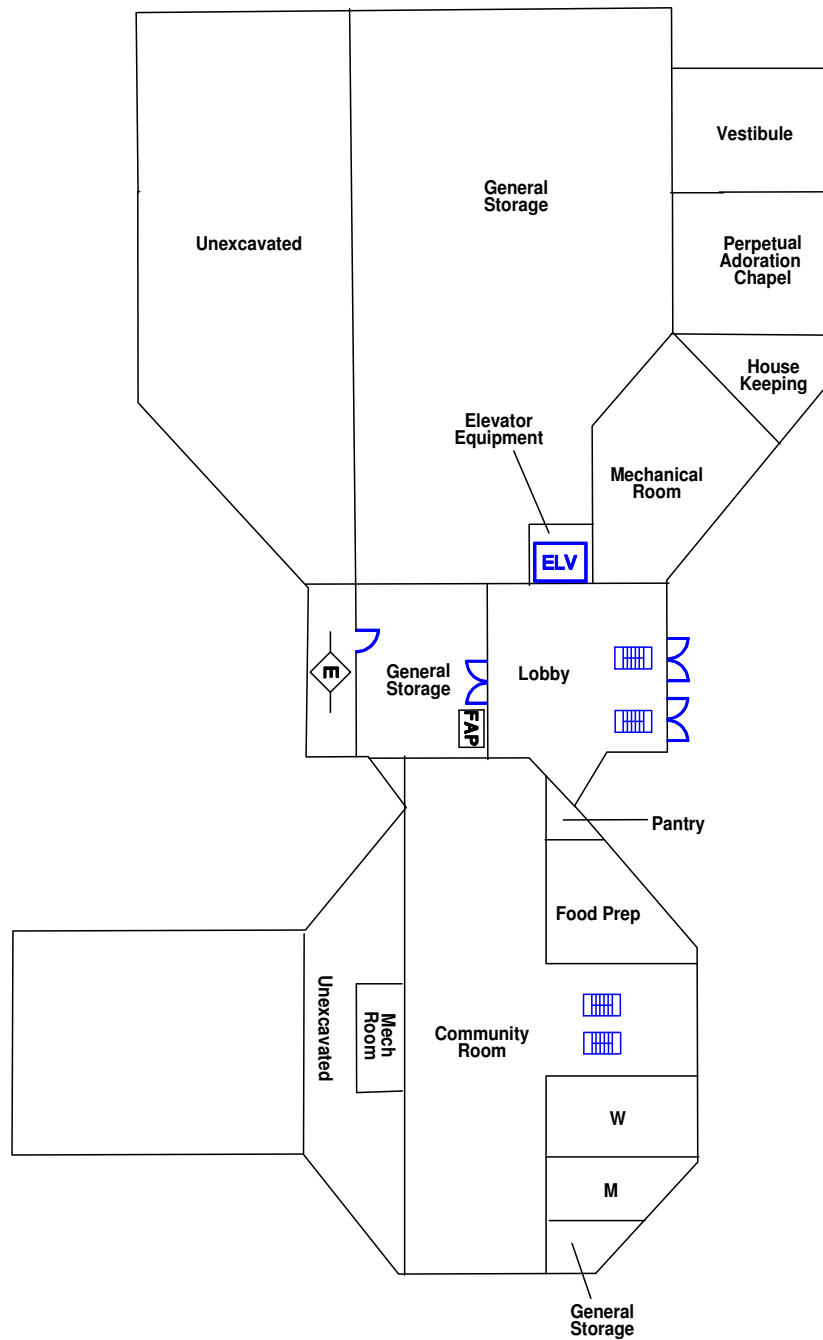 Vestibule
General
Storage
Unexcavated
Perpetual
Adoration
Chapel
House
Keeping
Elevator
Equipment
Mechanical
Room
ELV
E
General
Storage
Lobby
FAP
Pantry
Food Prep
Unexcavated
Mech
Room
Community
Room
W
M
General
Storage